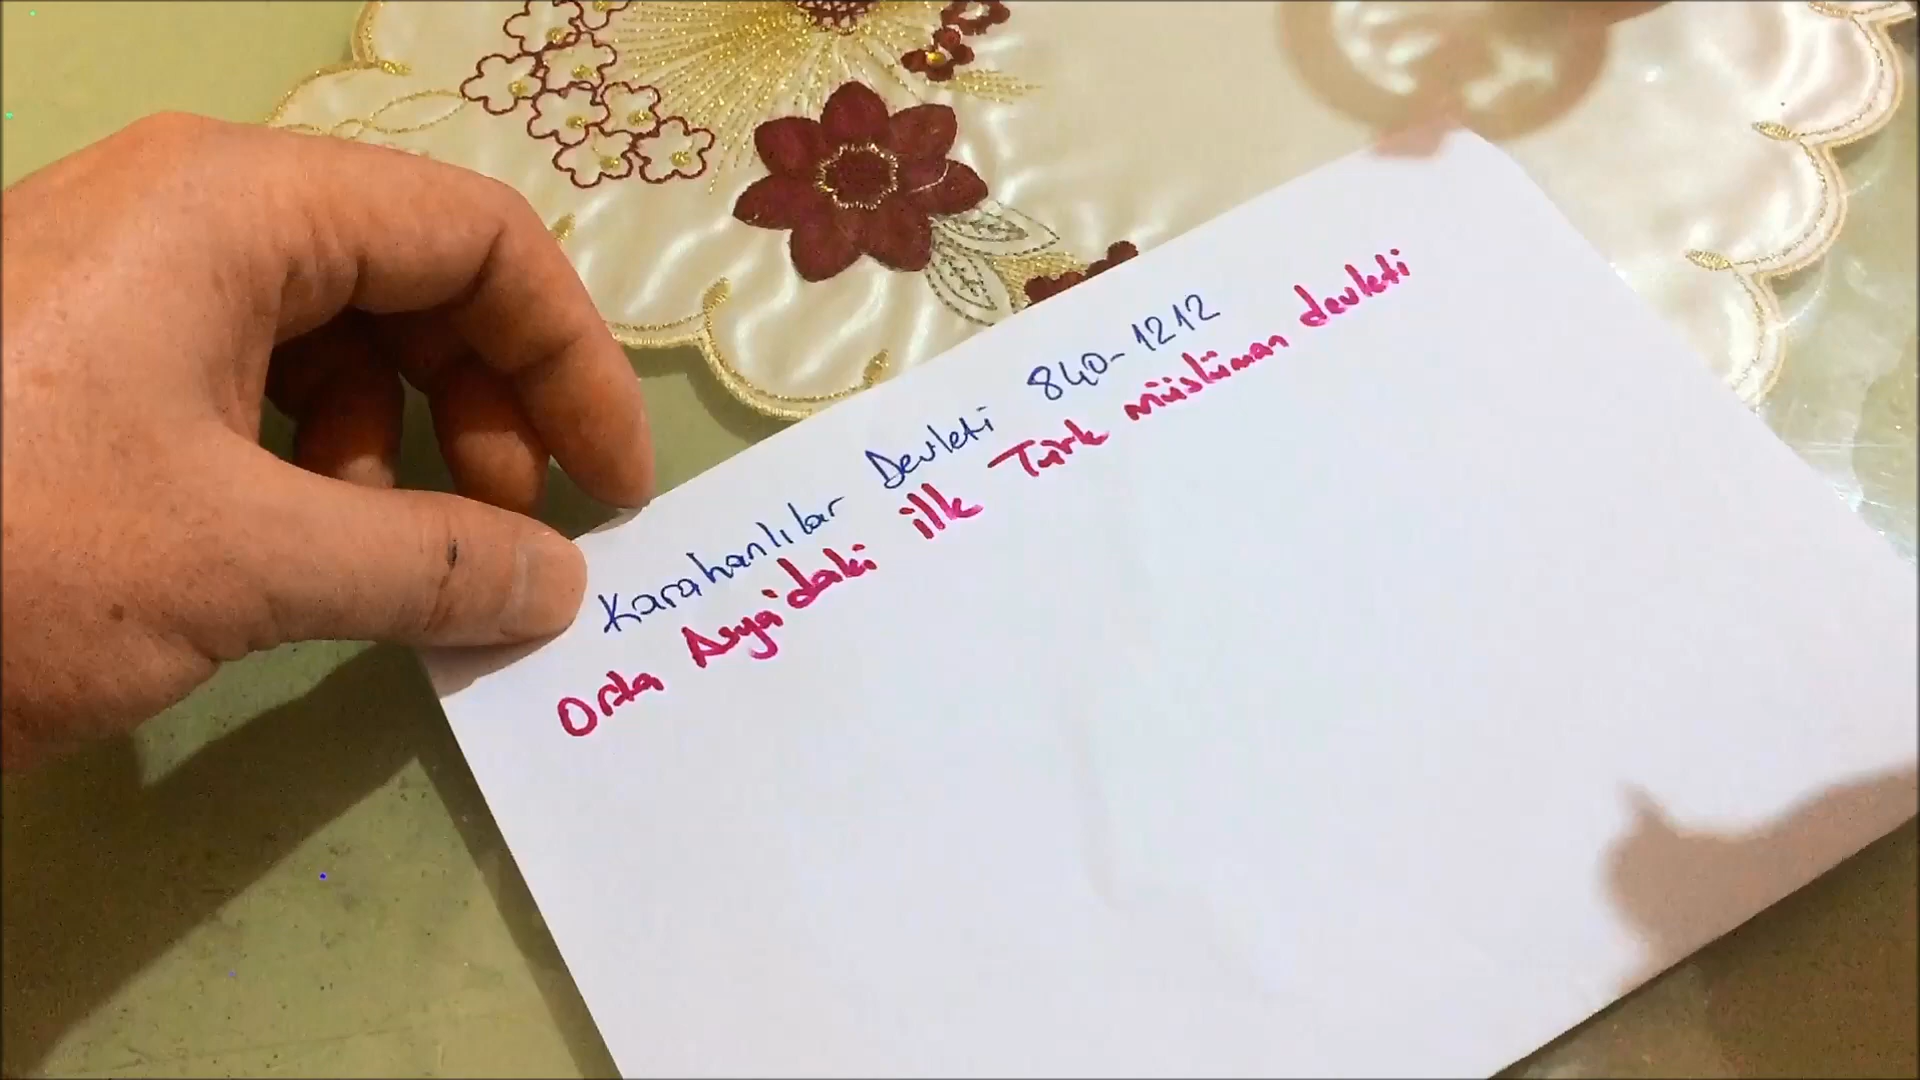 Karahanlılar Devleti 840-1212
Orta Asya'daki ilk Türk müslüman devleti